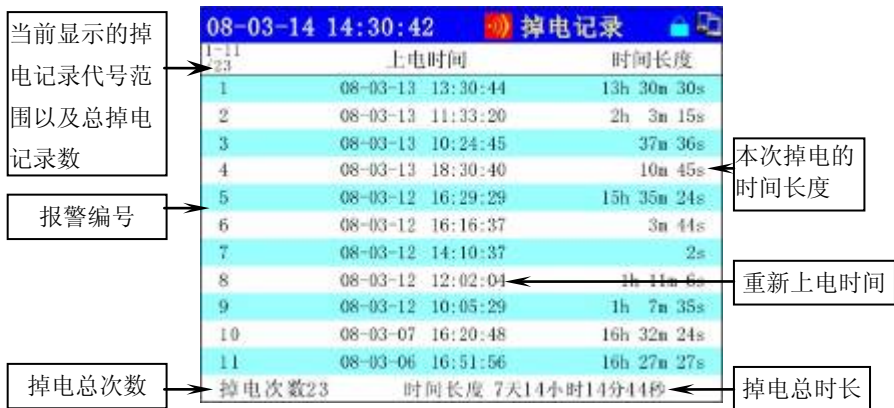 当前显示的掉
电记录代号范
围以及总掉电
记录数
报警编号
掉电总次数
08-03-14 14:30:42 掉电记录
1-11
/23 上电时间 时间长度
1 08-03-13 13:30:44 13h 30m 30s
2 08-03-13 11:33:20 2h 3m 15s
3 08-03-13 10:24:45 37m 36s
4 08-03-13 18:30:40 10m 45s
5 08-03-12 16:29:29 15h 35m 24s
6 08-03-12 16:16:37 3m 44s
7 08-03-12 14:10:37 2s
8 08-03-12 12:02:04 1h 11m 6s
9 08-03-12 10:05:29 1h 7m 35s
10 08-03-07 16:20:48 16h 32m 24s
11 08-03-06 16:51:56 16h 27m 27s
掉电次数23 时间长度 7天14小时14分44秒
本次掉电的
时间长度
重新上电时间
掉电总时长